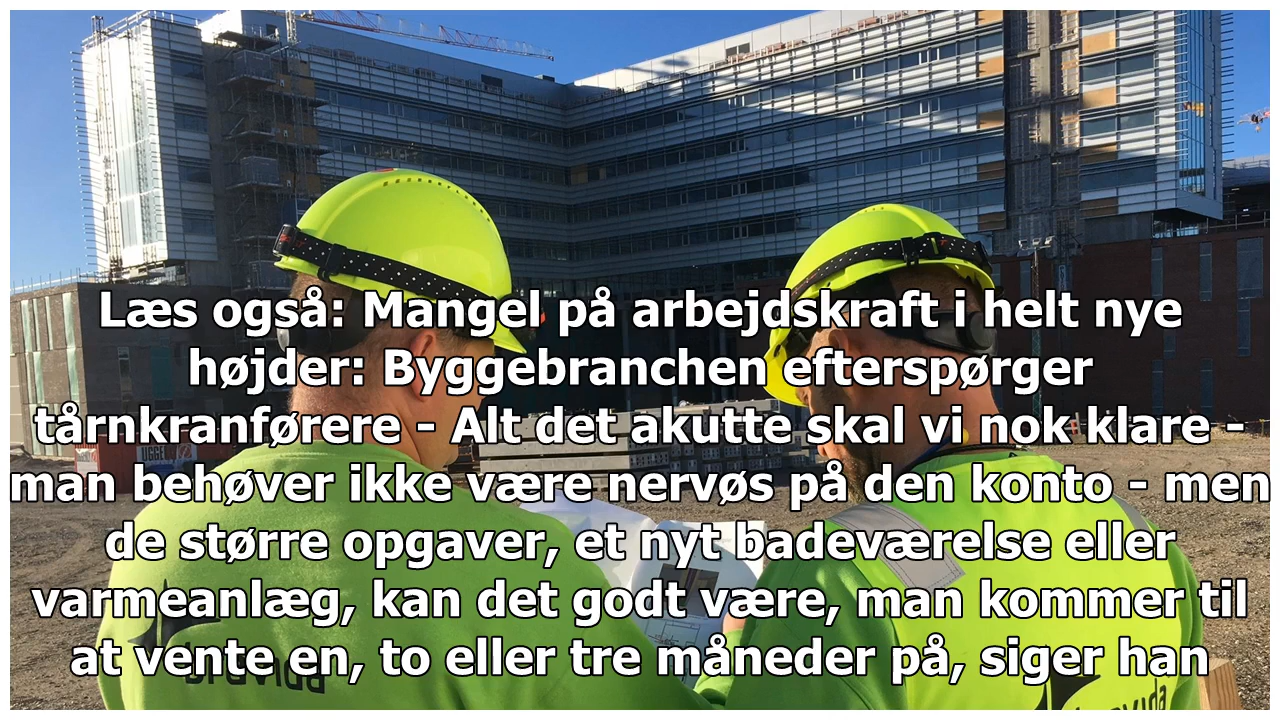 Læs også: Mangel på arbejdskraft i helt nye
højder: Byggebranchen efterspørger
tårnkranførere - Alt det akutte skal vi nok klare -
man behøver ikke være nervøs på den konto - men
de større opgaver, et nyt badeværelse eller
varmeanlæg, kan det godt være, man kommer til
at vente en, to eller tre måneder på, siger han
bravida